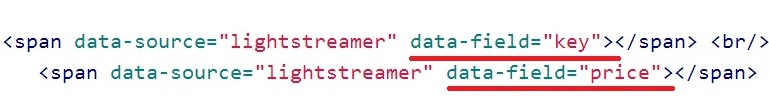 <span data-source="lightstreamer" data-field="key"></span> <br/>
<span data-source="lightstreamer" data-field="price"></span>